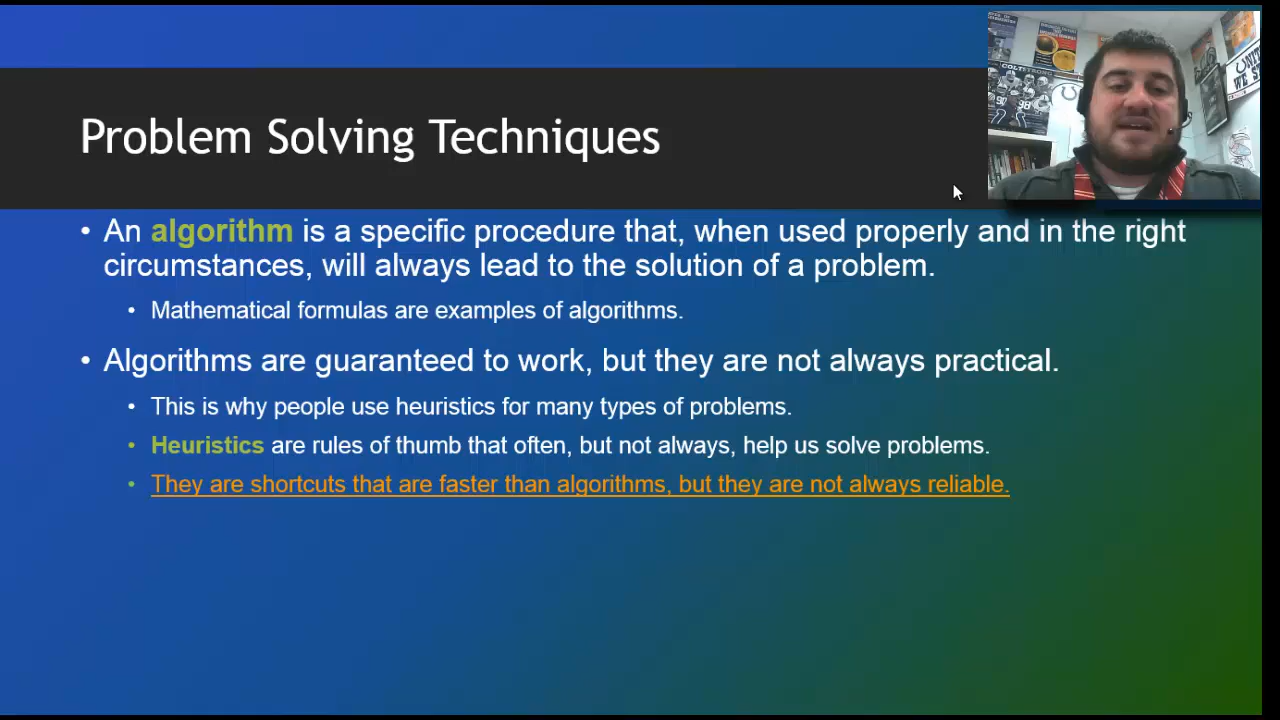 Problem Solving Techniques
COLTSTRONG
• An algorithm is a specific procedure that, when used properly and in the right
circumstances, will always lead to the solution of a problem.
• Mathematical formulas are examples of algorithms.
• Algorithms are guaranteed to work, but they are not always practical.
• This is why people use heuristics for many types of problems.
• Heuristics are rules of thumb that often, but not always, help us solve problems.
• They are shortcuts that are faster than algorithms, but they are not always reliable.